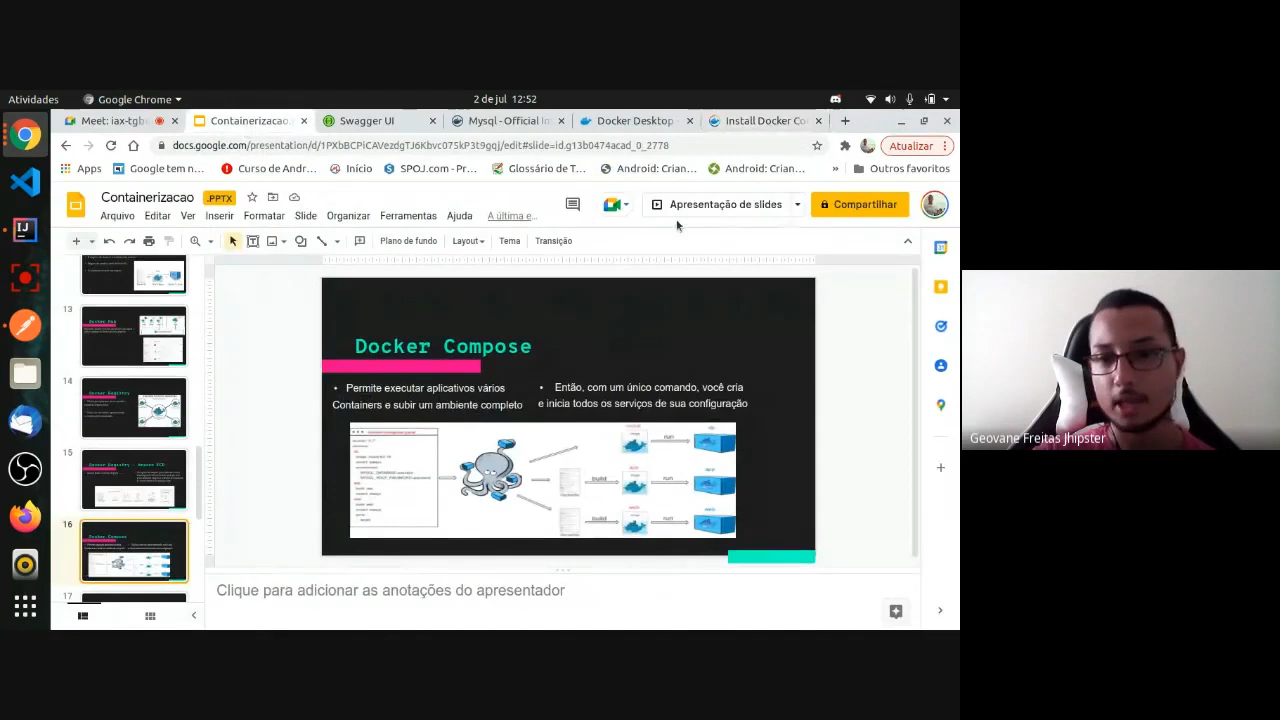 Atividades
Google Chrome
2 de jul 12:52
Meet: iax-tgb
Containerizacao.
Swagger UI
Mysql - Official
Docker Desktop
Install Docker Co
docs.google.com/presentation/d/1PXbBCPiCAVezdgTJ6Kbvc07SkP3t9gqj/edit#slide=id.g13b0474acad_0_2778
Atualizar
Apps
Google tem n...
Curso de Andr...
Início
SPOJ.com - Pr...
Glossário de T...
Android: Crian...
Android: Crian...
»
Outros favoritos
Containerizacao
.PPTX
Apresentação de slides
Compartilhar
Arquivo
Editar
Ver
Inserir
Formatar
Slide
Organizar
Ferramentas
Ajuda
A última e...
Plano de fundo
Layout
Tema
Transição
13
14
Docker Registry
15
16
Docker Compose
17
Docker Compose
• Permite executar aplicativos vários
Containers e subir um ambiente completo
• Então, com um único comando, você cria
e inicia todos os serviços de sua configuração
build
run
build
run
run
Clique para adicionar as anotações do apresentador
Geovane Freitas Jhipster